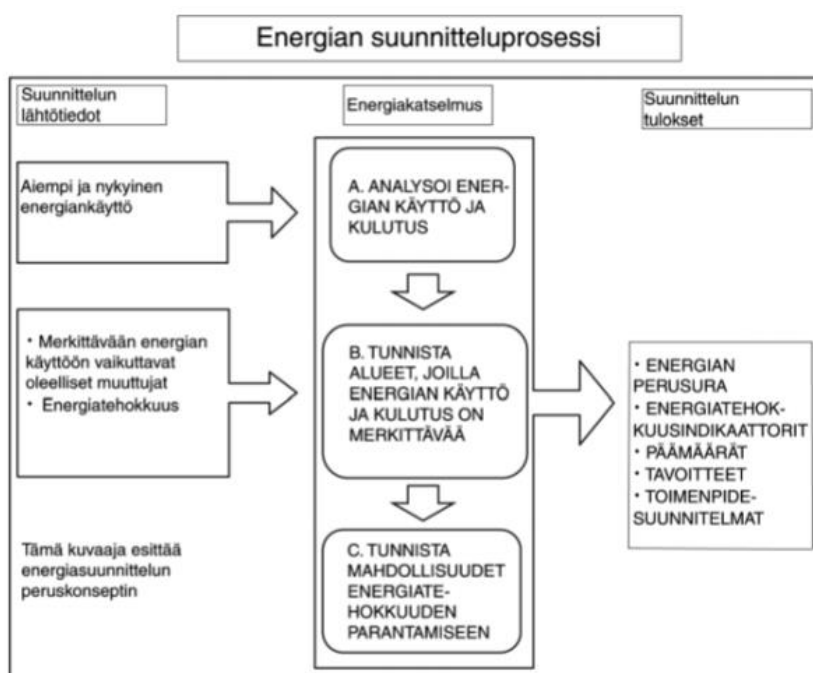 Energian suunnitteluprosessi
Suunnittelun
lähtötiedot
Energiakatselmus
Suunnittelun
tulokset
Aiempi ja nykyinen
energiankäyttö
A. ANALYSOI ENER-
GIAN KÄYTTÖ JA
KULUTUS
• Merkittävään energian
käyttöön vaikuttavat
oleelliset muuttujat
• Energiatehokkuus
B. TUNNISTA
ALUEET, JOILLA
ENERGIAN KÄYTTÖ
JA KULUTUS ON
MERKITTÄVÄÄ
• ENERGIAN
PERUSURA
• ENERGIATEHOK-
KUUSINDIKAATTORIT
• PÄÄMÄÄRÄT
• TAVOITTEET
• TOIMENPIDE-
SUUNNITELMAT
Tämä kuvaaja esittää
energiasuunnittelun
peruskonseptin
C. TUNNISTA
MAHDOLLISUUDET
ENERGIATE-
HOKKUUDEN
PARANTAMISEEN